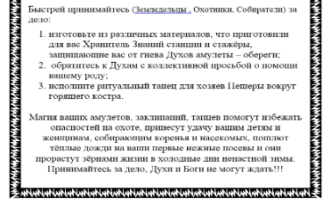 Быстрей принимайтесь (Земледельцы , Охотники, Собиратели) за
дело:
1. изготовьте из различных материалов, что приготовили
для вас Хранитель Знаний станции и стажёры,
защищающие вас от гнева Духов амулеты – обереги;
2. обратитесь к Духам с коллективной просьбой о помощи
вашему роду;
3. исполните ритуальный танец для хозяев Пещеры вокруг
горящего костра.
Магия ваших амулетов, заклинаний, танцев помогут избежать
опасностей на охоте, принесут удачу вашим детям и
женщинам, собирающим коренья и насекомых, поплют
тёплые дожди на ваши первые нежные посевы и они
прорастут зёрнами жизни в холодные дни ненастной зимы.
Принимайтесь за дело, Духи и Боги не могут ждать!!!